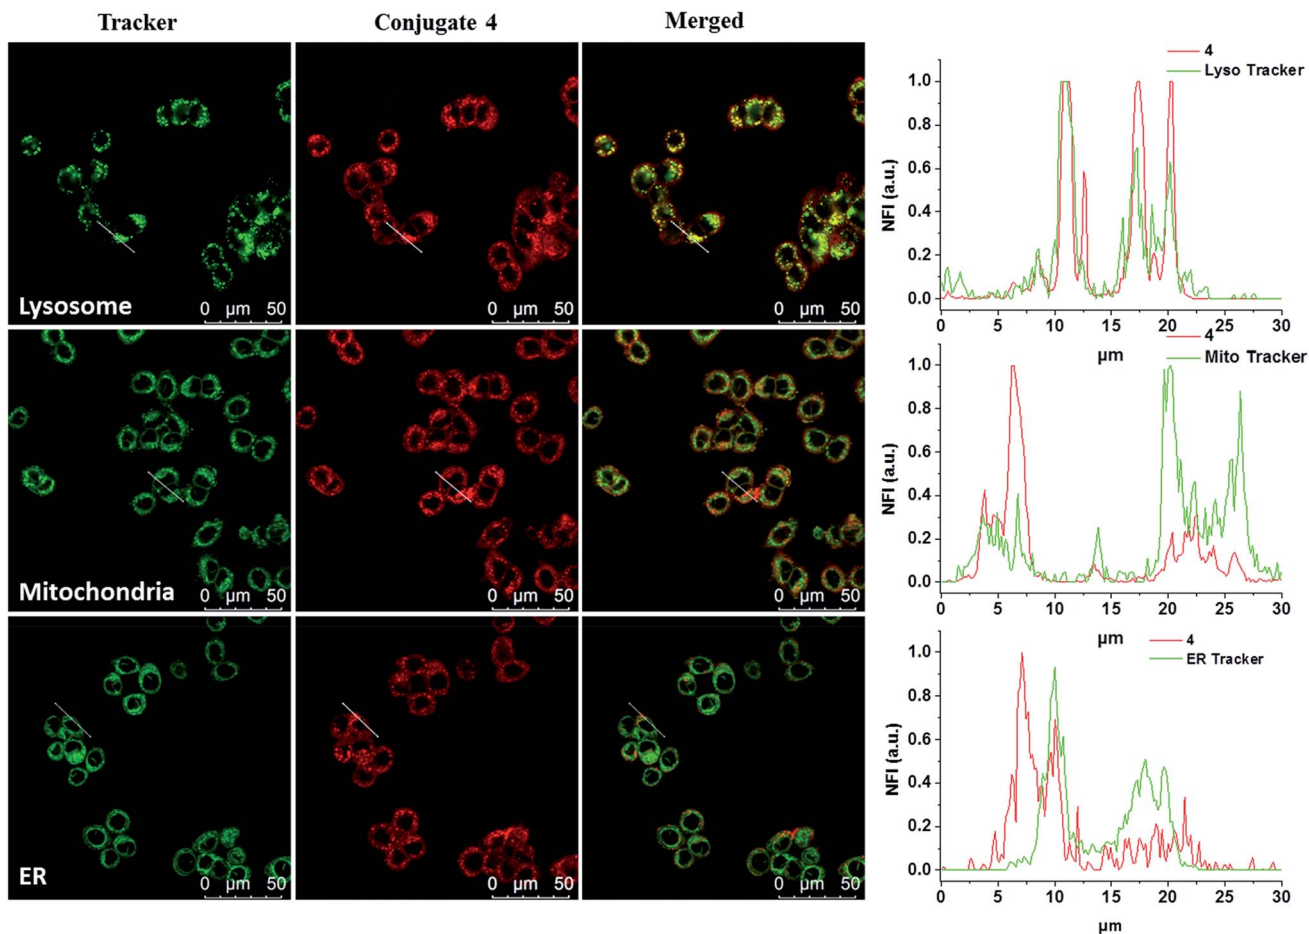 Tracker Conjugate 4 Merged
Lysosome
0 µm 50
0 µm 50
0 µm 50
4
Lyso Tracker
NFI (a.u.)
1.0
0.8
0.6
0.4
0.2
0.0
0 5 10 15 20 25 30
µm
Mitochondria
0 µm 50
0 µm 50
0 µm 50
4
Mito Tracker
NFI (a.u.)
1.0
0.8
0.6
0.4
0.2
0.0
0 5 10 15 20 25 30
µm
ER
0 µm 50
0 µm 50
0 µm 50
4
ER Tracker
NFI (a.u.)
1.0
0.8
0.6
0.4
0.2
0.0
0 5 10 15 20 25 30
µm